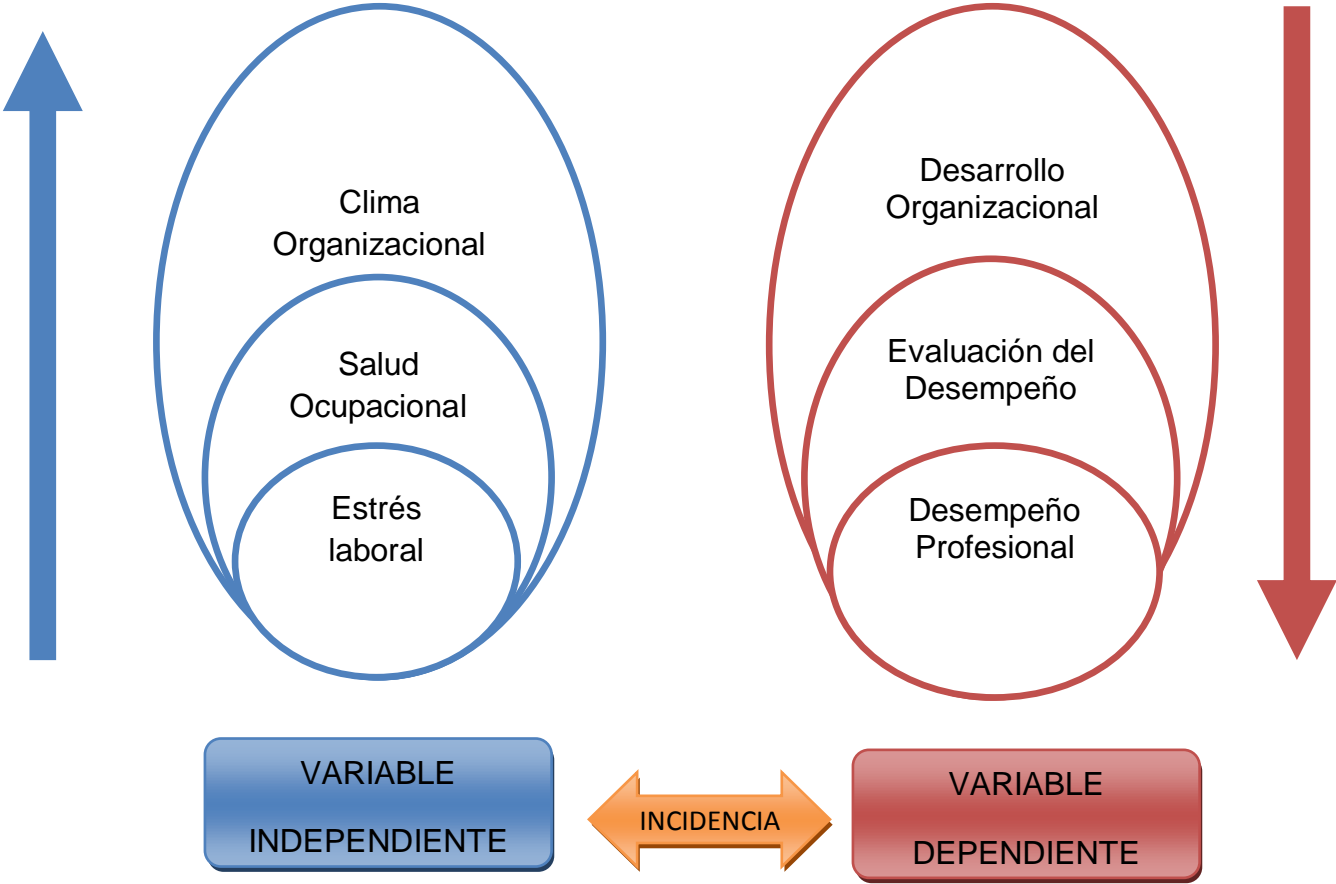 Clima
Organizacional
Salud
Ocupacional
Estrés
laboral
Desarrollo
Organizacional
Evaluación del
Desempeño
Desempeño
Profesional
VARIABLE
INDEPENDIENTE
INCIDENCIA
VARIABLE
DEPENDIENTE